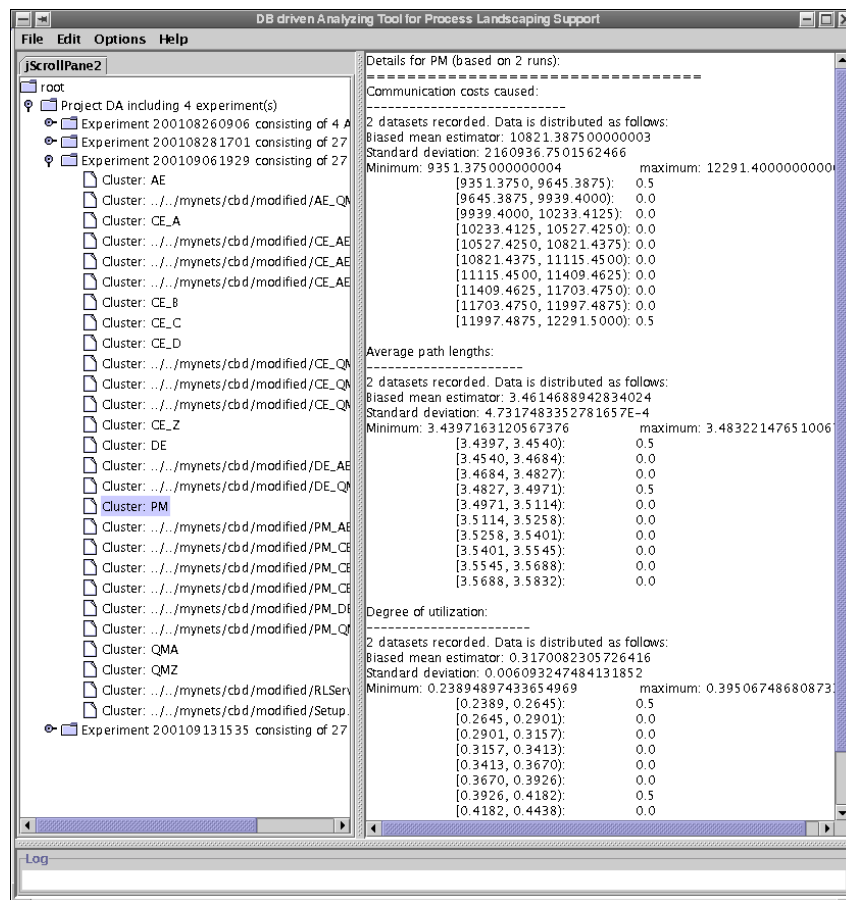 DB driven Analyzing Tool for Process Landscaping Support
File Edit Options Help
jScrollPane2
root
Project DA including 4 experiment(s)
Experiment 200108260906 consisting of 4 A
Experiment 200108281701 consisting of 27
Experiment 200109061929 consisting of 27
Cluster: AE
Cluster: ../../mynets/cbd/modified/AE_QM
Cluster: CE_A
Cluster: ../../mynets/cbd/modified/CE_AE
Cluster: ../../mynets/cbd/modified/CE_AE
Cluster: ../../mynets/cbd/modified/CE_AE
Cluster: CE_B
Cluster: CE_C
Cluster: CE_D
Cluster: ../../mynets/cbd/modified/CE_QM
Cluster: ../../mynets/cbd/modified/CE_QM
Cluster: ../../mynets/cbd/modified/CE_QM
Cluster: CE_Z
Cluster: DE
Cluster: ../../mynets/cbd/modified/DE_AE
Cluster: ../../mynets/cbd/modified/DE_QM
Cluster: PM
Cluster: ../../mynets/cbd/modified/PM_AE
Cluster: ../../mynets/cbd/modified/PM_CE
Cluster: ../../mynets/cbd/modified/PM_CE
Cluster: ../../mynets/cbd/modified/PM_CE
Cluster: ../../mynets/cbd/modified/PM_DE
Cluster: ../../mynets/cbd/modified/PM_QM
Cluster: QMA
Cluster: QMZ
Cluster: ../../mynets/cbd/modified/RLServ
Cluster: ../../mynets/cbd/modified/Setup.
Experiment 200109131535 consisting of 27
Details for PM (based on 2 runs):
==================================
Communication costs caused:
----------------------------
2 datasets recorded. Data is distributed as follows:
Biased mean estimator: 10821.387500000003
Standard deviation: 2160936.7501562466
Minimum: 9351.375000000004 maximum: 12291.4000000000
[9351.3750, 9645.3875): 0.5
[9645.3875, 9939.4000): 0.0
[9939.4000, 10233.4125): 0.0
[10233.4125, 10527.4250): 0.0
[10527.4250, 10821.4375): 0.0
[10821.4375, 11115.4500): 0.0
[11115.4500, 11409.4625): 0.0
[11409.4625, 11703.4750): 0.0
[11703.4750, 11997.4875): 0.0
[11997.4875, 12291.5000): 0.5
Average path lengths:
----------------------
2 datasets recorded. Data is distributed as follows:
Biased mean estimator: 3.4614688942834024
Standard deviation: 4.7317483352781657E-4
Minimum: 3.4397163120567376 maximum: 3.483221476510067
[3.4397, 3.4540): 0.5
[3.4540, 3.4684): 0.0
[3.4684, 3.4827): 0.0
[3.4827, 3.4971): 0.5
[3.4971, 3.5114): 0.0
[3.5114, 3.5258): 0.0
[3.5258, 3.5401): 0.0
[3.5401, 3.5545): 0.0
[3.5545, 3.5688): 0.0
[3.5688, 3.5832): 0.0
Degree of utilization:
-----------------------
2 datasets recorded. Data is distributed as follows:
Biased mean estimator: 0.3170082305726416
Standard deviation: 0.006093247484131852
Minimum: 0.23894897433654969 maximum: 0.3950674868087
[0.2389, 0.2645): 0.5
[0.2645, 0.2901): 0.0
[0.2901, 0.3157): 0.0
[0.3157, 0.3413): 0.0
[0.3413, 0.3670): 0.0
[0.3670, 0.3926): 0.0
[0.3926, 0.4182): 0.5
[0.4182, 0.4438): 0.0
Log